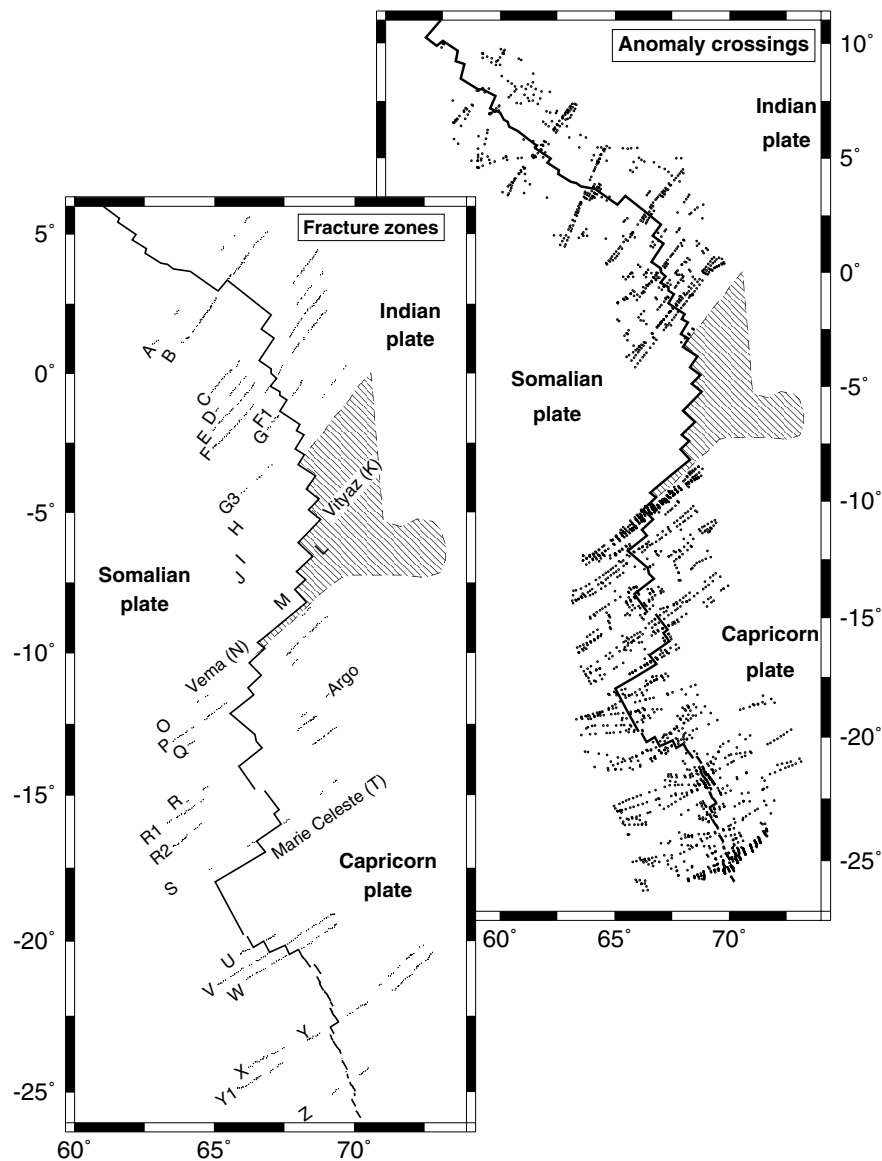 Anomaly crossings
10°
Indian
plate
5°
0°
Somalian
plate
-5°
-10°
-15°
Capricorn
plate
-20°
-25°
60°
65°
70°
Fracture zones
5°
Indian
plate
A
B
0°
C
D
E
F
F1
G
G3
Vityaz (K)
-5°
H
I
J
L
Somalian
plate
M
-10°
Vema (N)
Argo
O
P
Q
-15°
R
R1
R2
Marie Celeste (T)
Capricorn
plate
S
-20°
U
V
W
X
Y
Y1
-25°
Z
60°
65°
70°